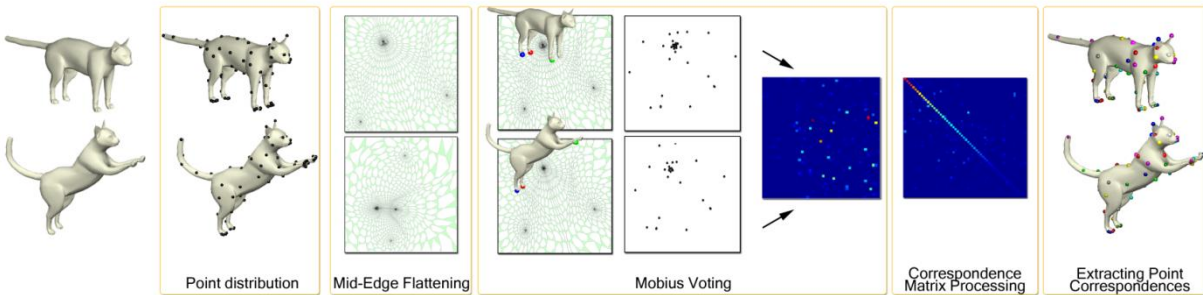 Point distribution
Mid-Edge Flattening
Mobius Voting
Correspondence
Matrix Processing
Extracting Point
Correspondences